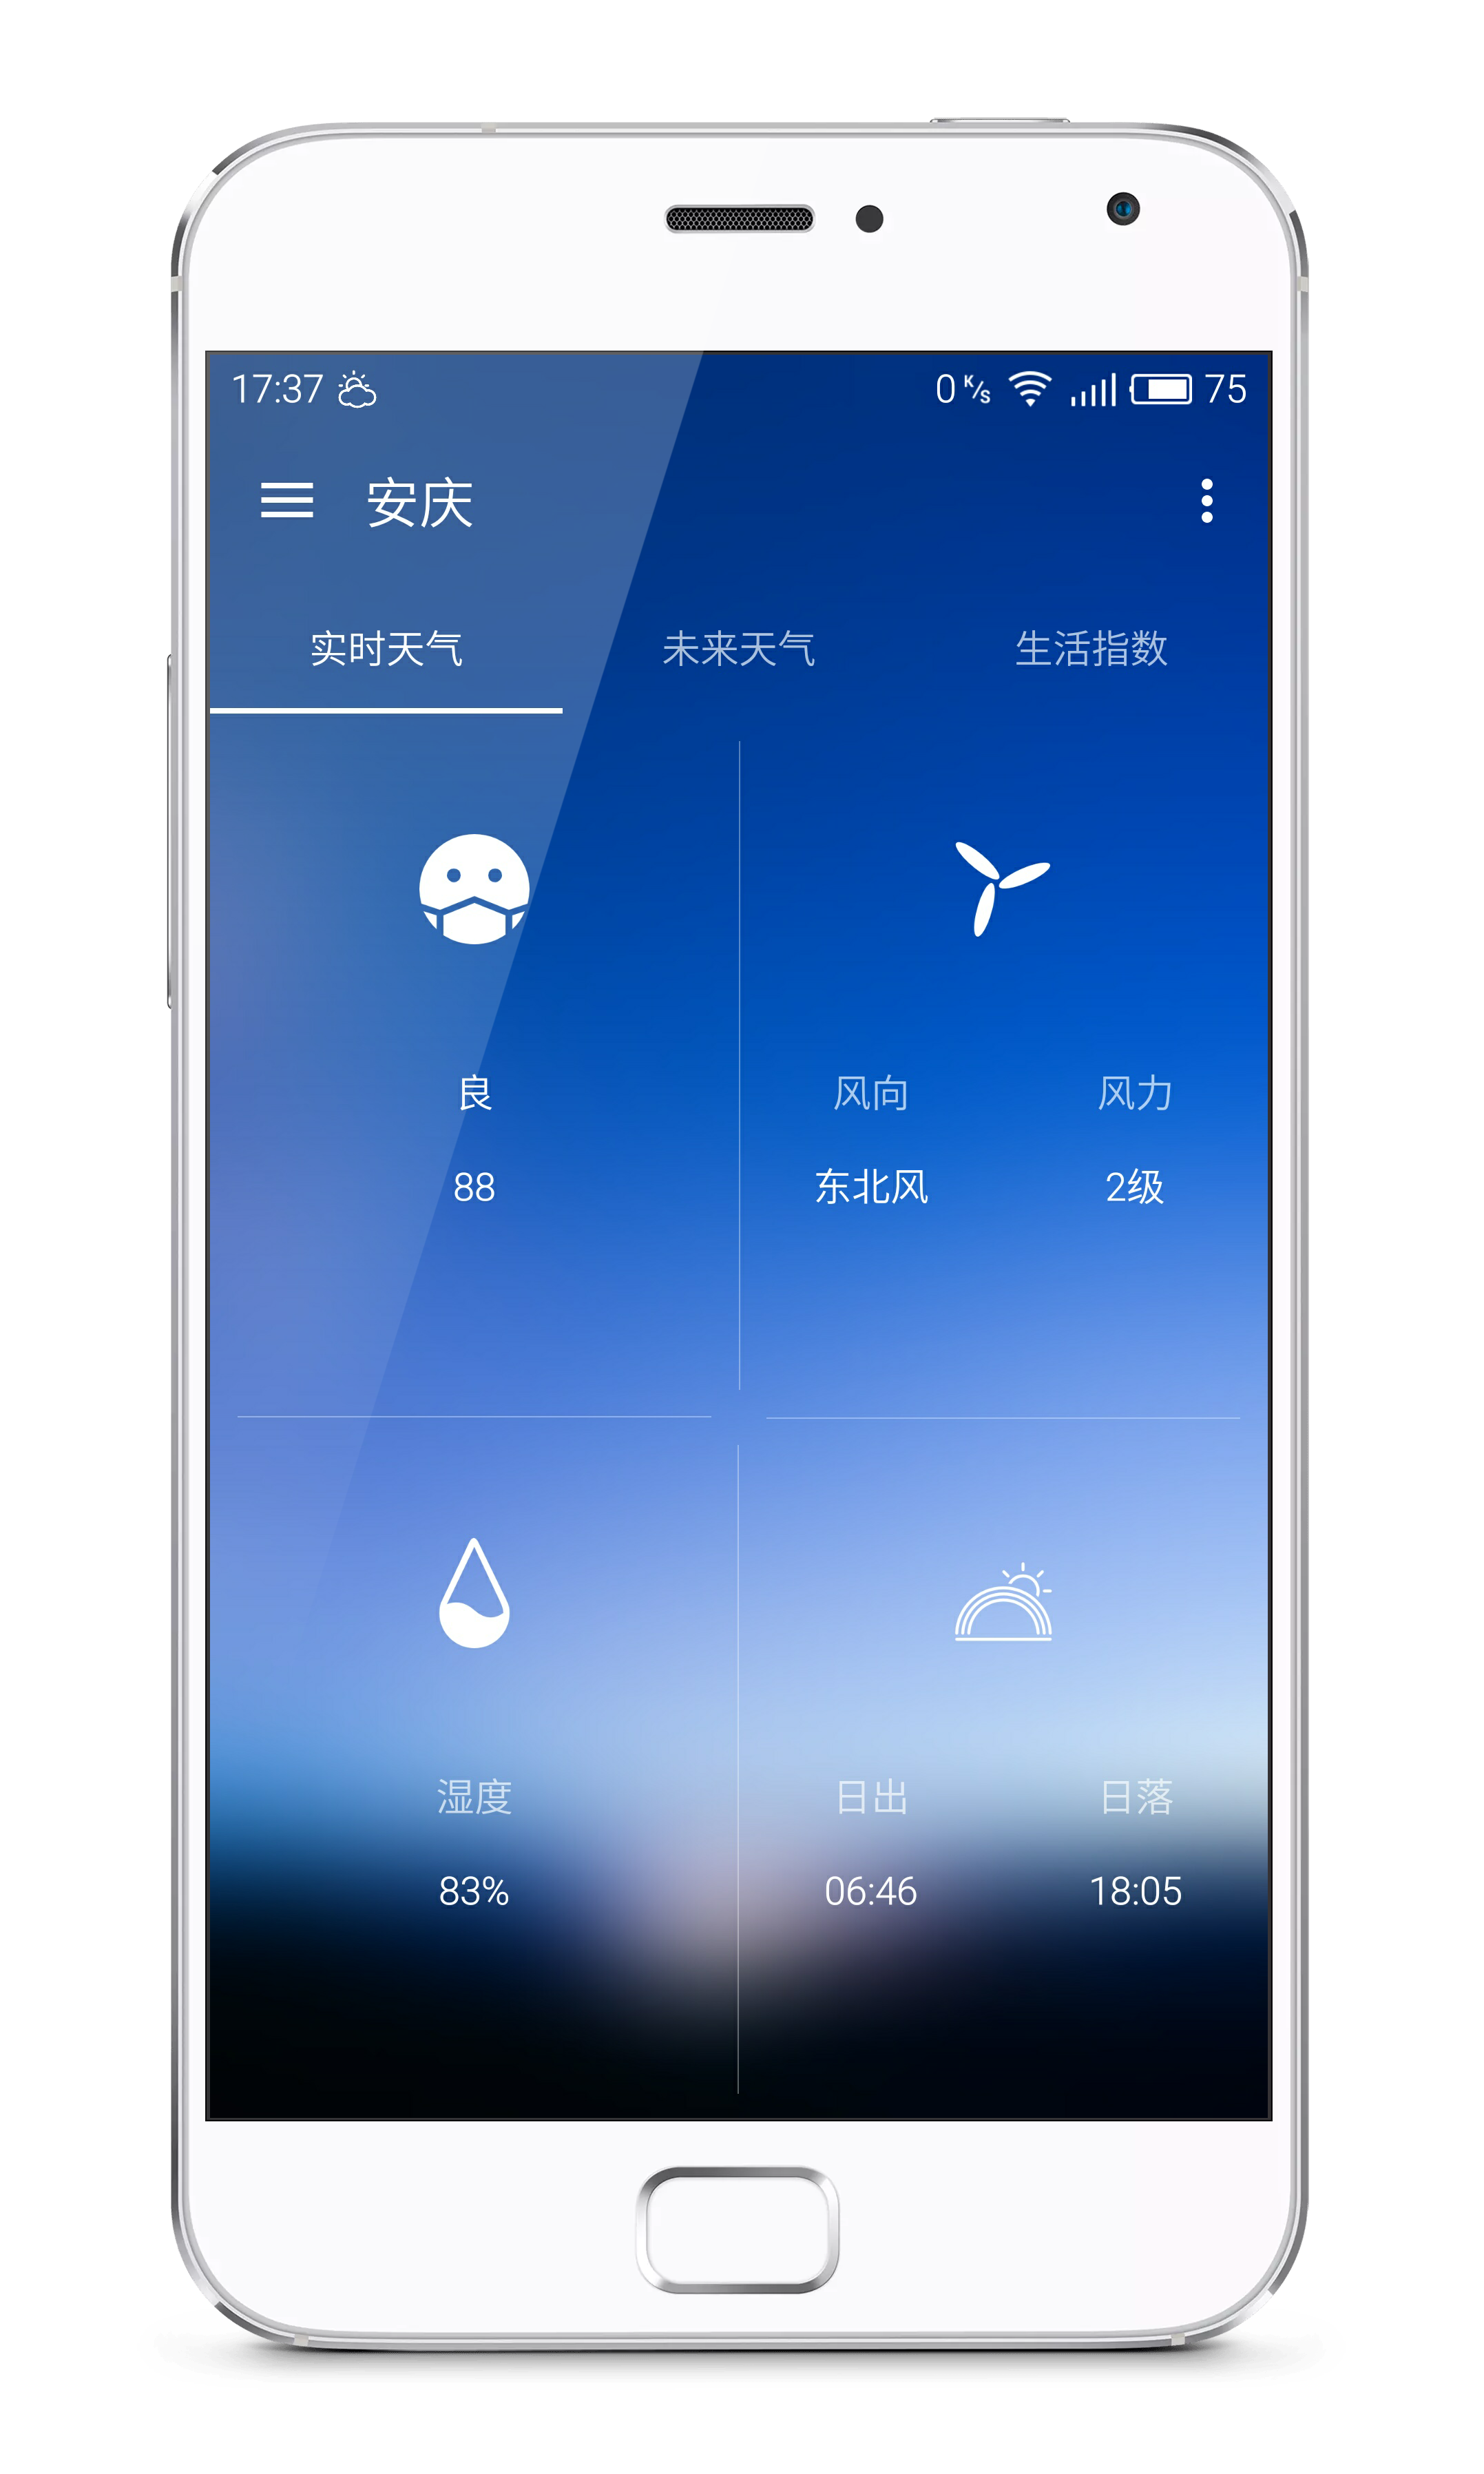 17:37 0 K/s 75
安庆
实时天气 未来天气 生活指数
良
88
风向 风力
东北风 2级
湿度
83%
日出 日落
06:46 18:05